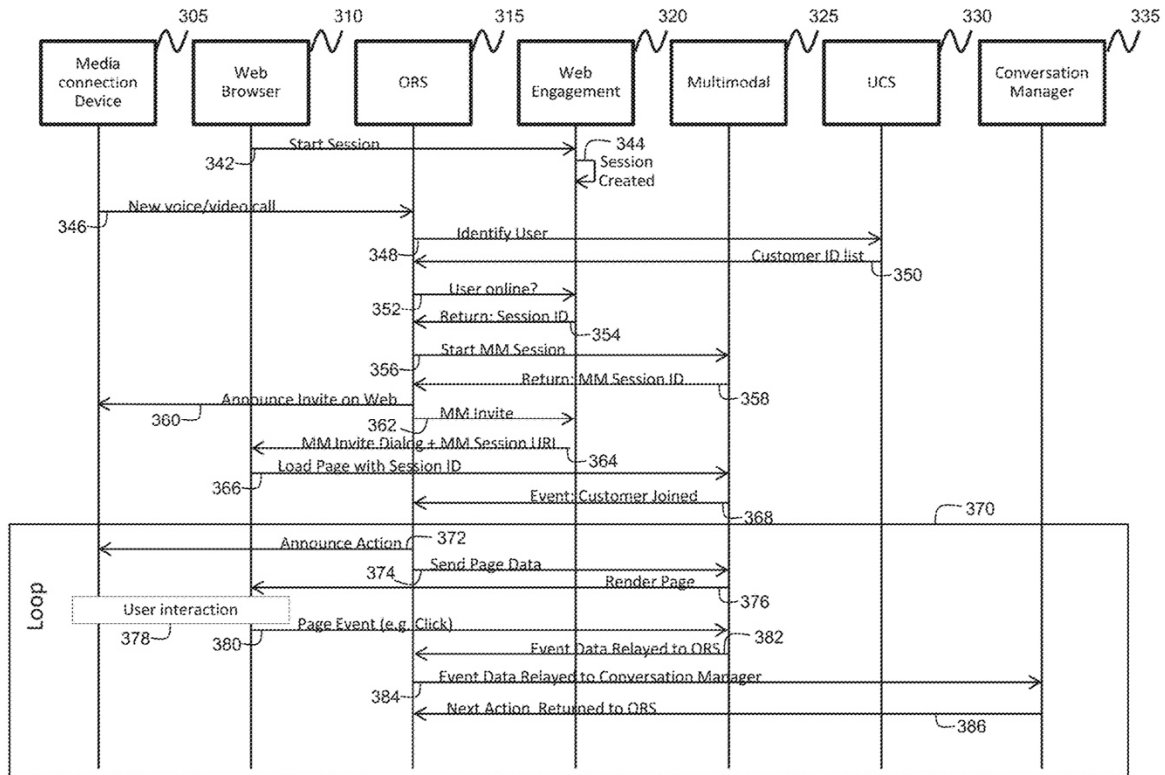 305
310
315
320
325
330
335
Media
connection
Device
Web
Browser
ORS
Web
Engagement
Multimodal
UCS
Conversation
Manager
Start Session
342
344
Session
Created
New voice/video call
346
Identify User
348
Customer ID list
350
User online?
352
Return: Session ID
354
Start MM Session
356
Return: MM Session ID
358
Announce Invite on Web
360
MM Invite
362
MM Invite Dialog + MM Session URL
364
Load Page with Session ID
366
Event: Customer Joined
368
370
Loop
Announce Action
372
Send Page Data
374
Render Page
376
User interaction
378
Page Event (e.g. Click)
380
382
Event Data Relayed to ORS
Event Data Relayed to Conversation Manager
384
Next Action Returned to ORS
386